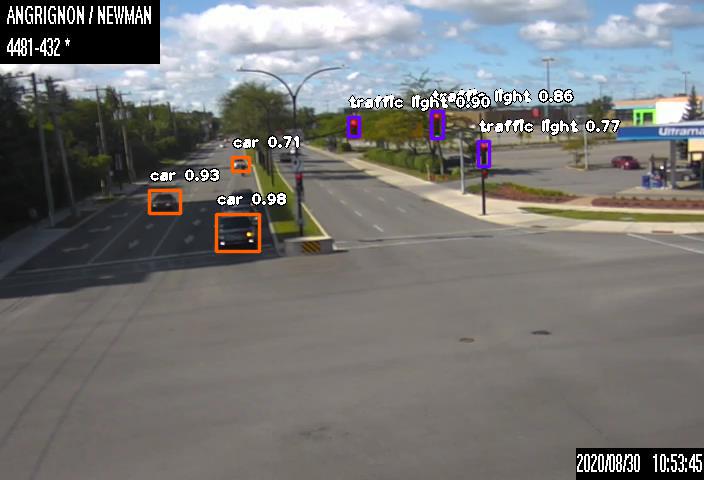 ANGRIGNON / NEWMAN
4481-432 *
traffic light 0.90
traffic light 0.86
traffic light 0.77
car 0.71
car 0.93
car 0.98
Ultrama
2020/08/30 10:53:45